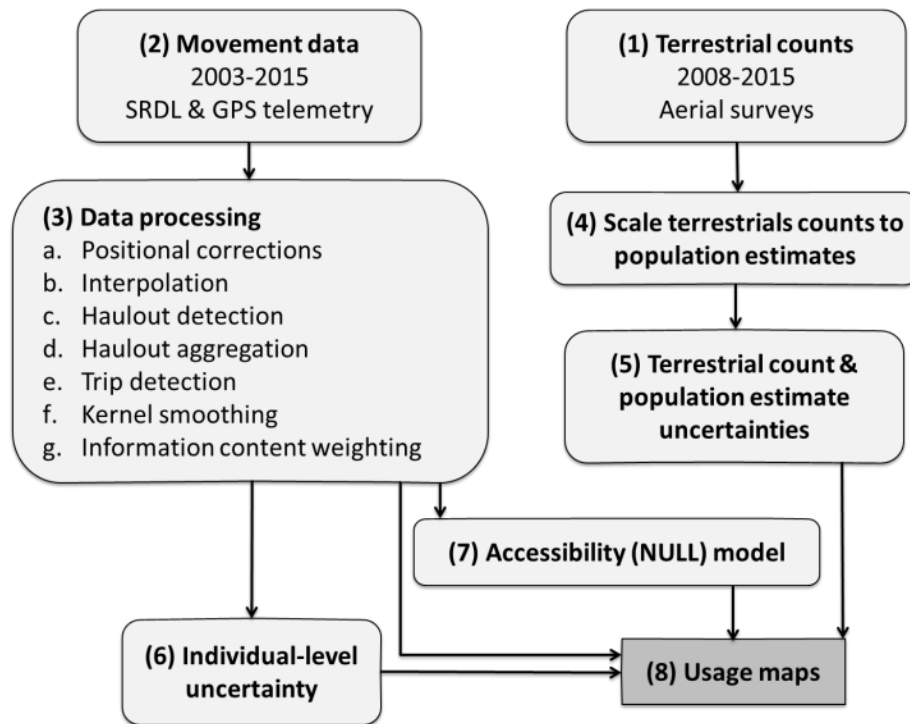 (2) Movement data
2003-2015
SRDL & GPS telemetry
(1) Terrestrial counts
2008-2015
Aerial surveys
(3) Data processing
a. Positional corrections
b. Interpolation
c. Haulout detection
d. Haulout aggregation
e. Trip detection
f. Kernel smoothing
g. Information content weighting
(4) Scale terrestrials counts to
population estimates
(5) Terrestrial count &
population estimate
uncertainties
(7) Accessibility (NULL) model
(6) Individual-level
uncertainty
(8) Usage maps